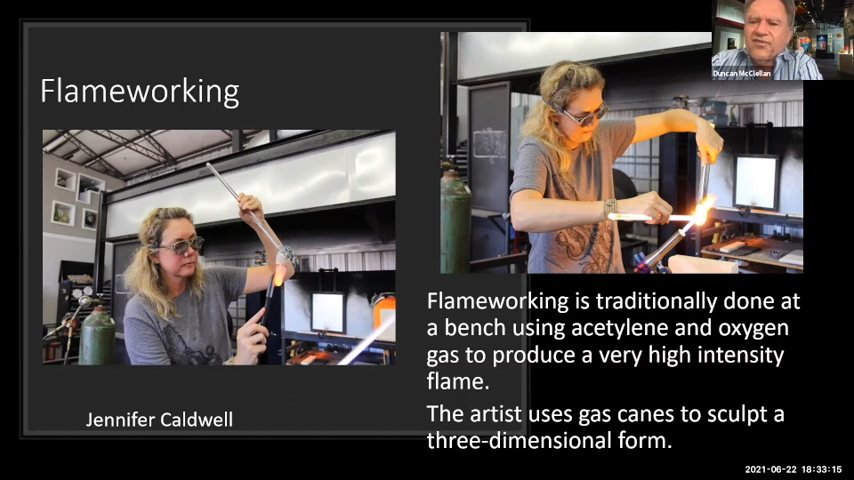 Duncan McClellan
Flameworking
Flameworking is traditionally done at
a bench using acetylene and oxygen
gas to produce a very high intensity
flame.
The artist uses gas canes to sculpt a
three-dimensional form.
Jennifer Caldwell
2021-06-22 18:33:15